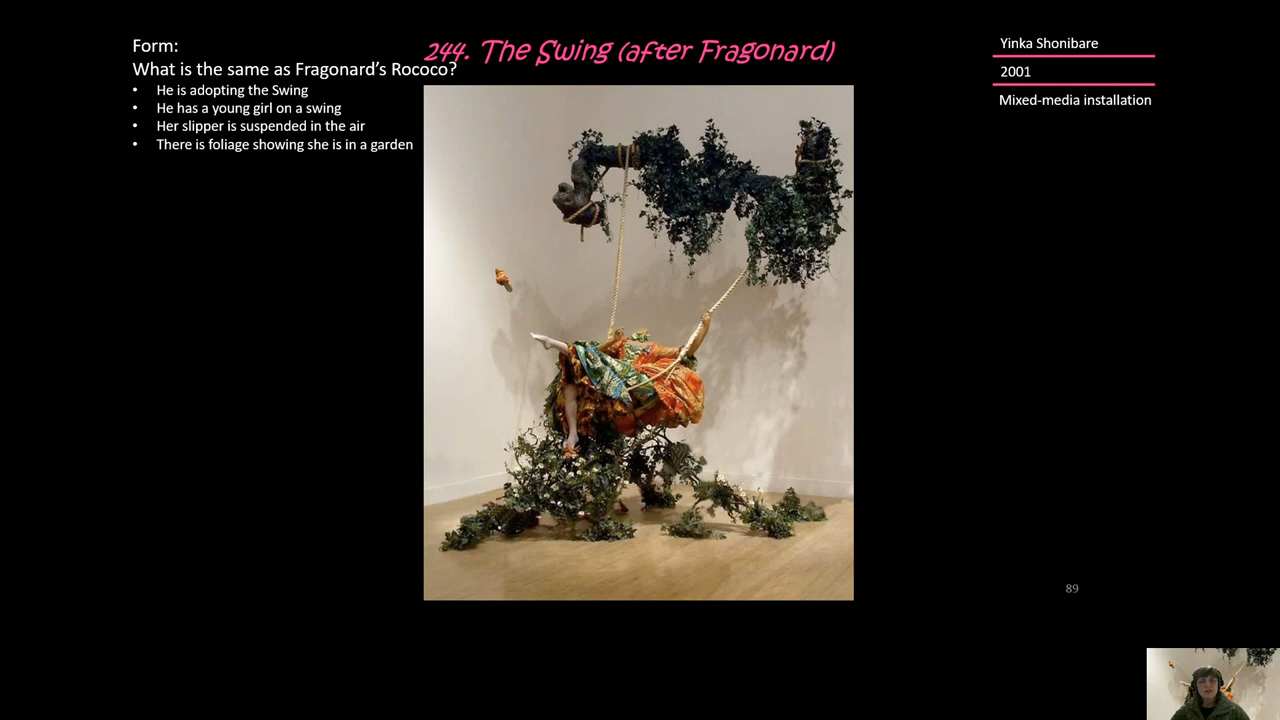 Form:
244. The Swing (after Fragonard)
What is the same as Fragonard's Rococo?
• He is adopting the Swing
• He has a young girl on a swing
• Her slipper is suspended in the air
• There is foliage showing she is in a garden
Yinka Shonibare
2001
Mixed-media installation
89